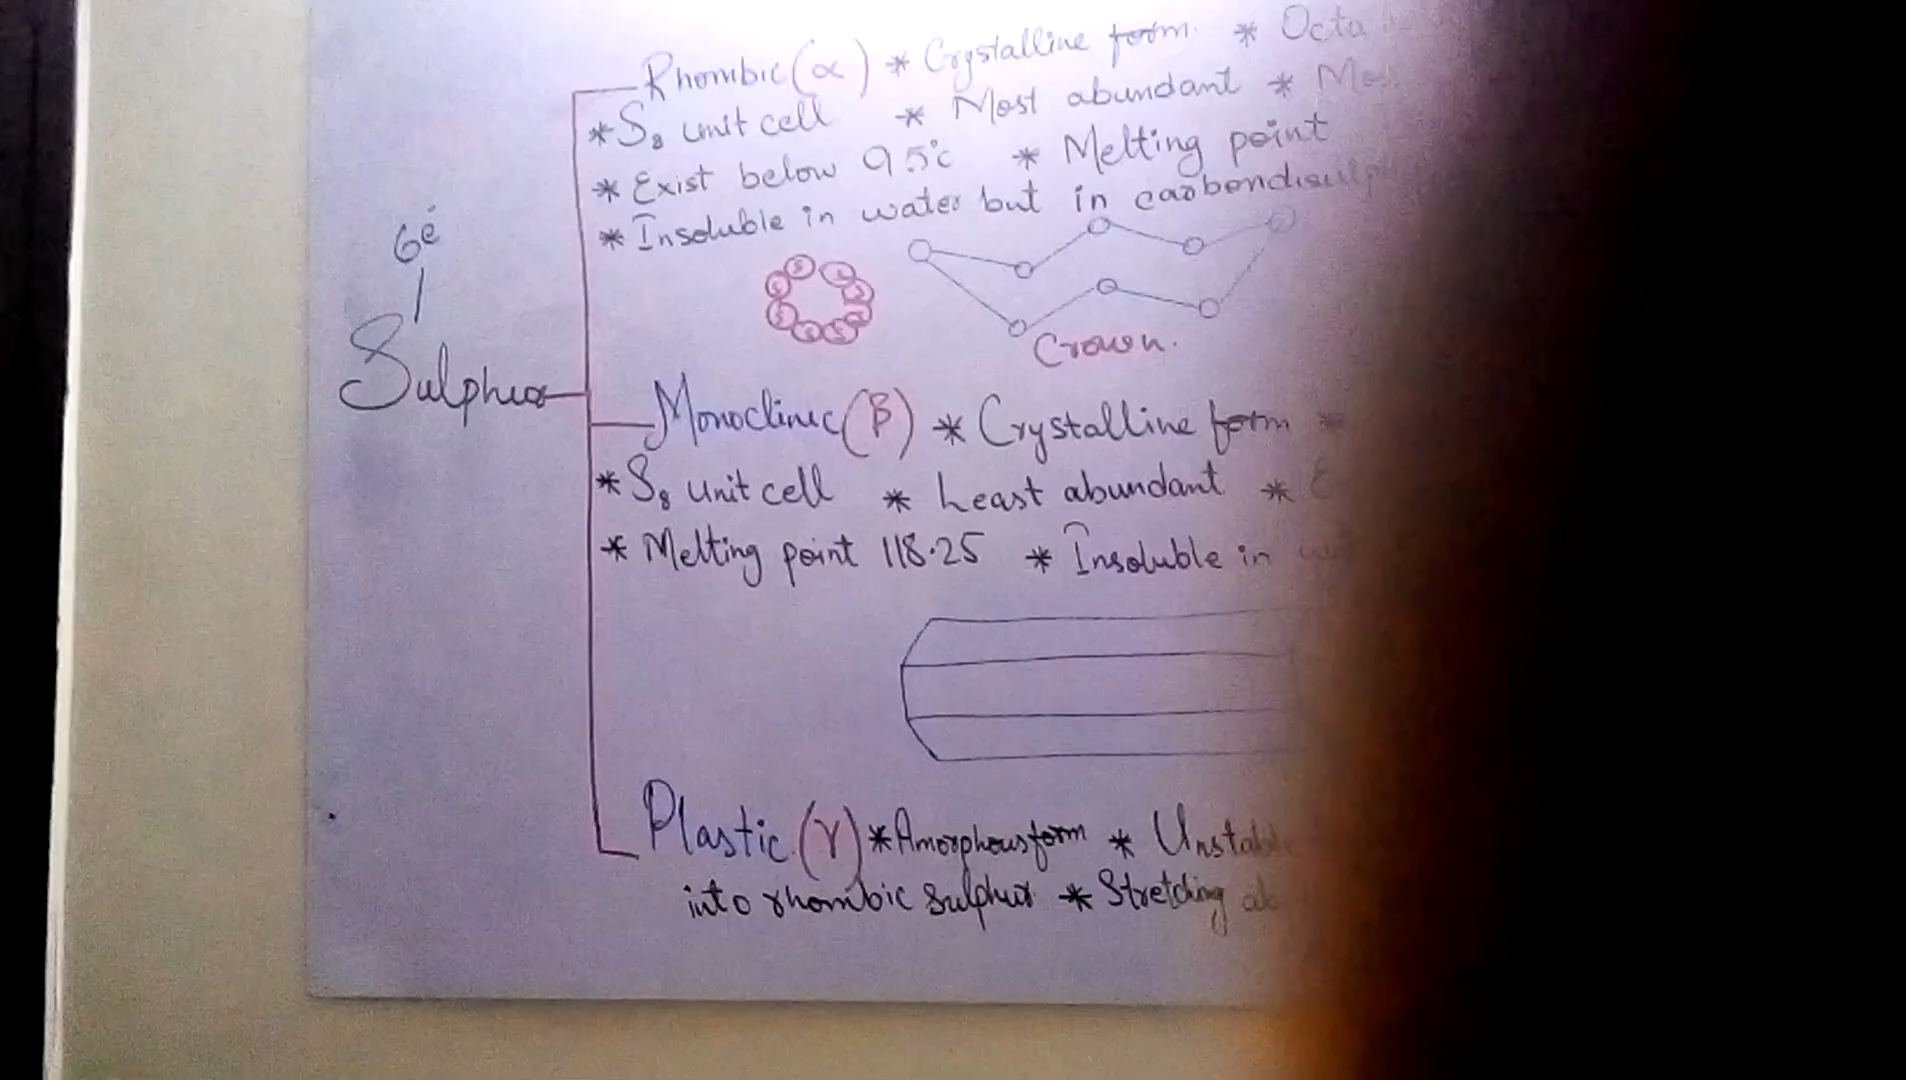 Rhombic (α) * Crystalline form * Octa
* S8 unit cell * Most abundant *
* Exist below 95°c * Melting point
* Insoluble in water but in carbondisulp
6e⁻
S S S S S S S S
Crown.
Sulphur
Monoclinic (β) * Crystalline form *
* S8 unit cell * Least abundant *
* Melting point 118.25 * Insoluble in
Plastic (γ) * Amorphous form * Unstable
into rhombic sulphur * Stretching